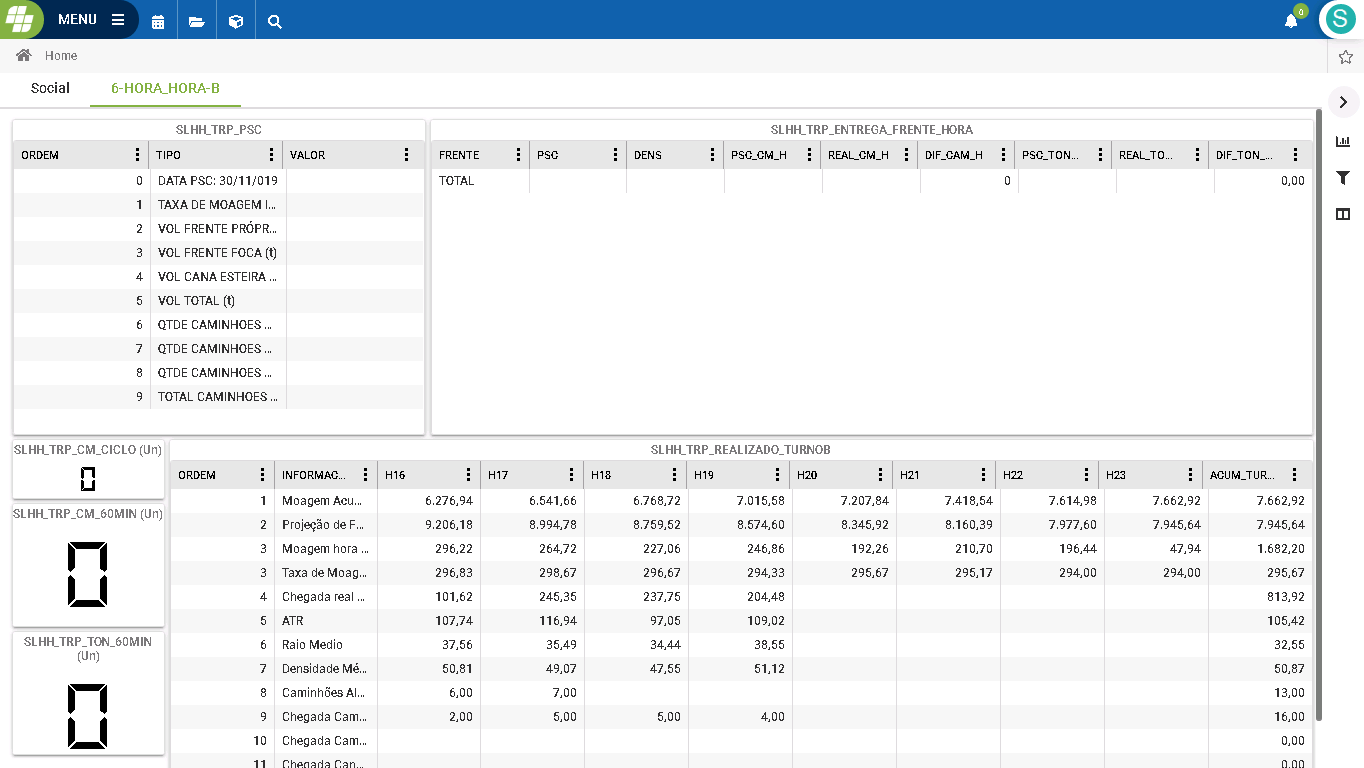 MENU
0
S
Home
Social 6-HORA_HORA-B
SLHH_TRP_PSC
ORDEM TIPO VALOR
0 DATA PSC: 30/11/019
1 TAXA DE MOAGEM I...
2 VOL FRENTE PRÓPR...
3 VOL FRENTE FOCA (t)
4 VOL CANA ESTEIRA ...
5 VOL TOTAL (t)
6 QTDE CAMINHOES ...
7 QTDE CAMINHOES ...
8 QTDE CAMINHOES ...
9 TOTAL CAMINHOES ...
SLHH_TRP_ENTREGA_FRENTE_HORA
FRENTE PSC DENS PSC_CM_H REAL_CM_H DIF_CAM_H PSC_TON... REAL_TO... DIF_TON_...
TOTAL 0 0,00
SLHH_TRP_CM_CICLO (Un)
0
SLHH_TRP_CM_60MIN (Un)
0
SLHH_TRP_TON_60MIN
(Un)
0
SLHH_TRP_REALIZADO_TURNOB
ORDEM INFORMAC... H16 H17 H18 H19 H20 H21 H22 H23 ACUM_TUR...
1 Moagem Acu... 6.276,94 6.541,66 6.768,72 7.015,58 7.207,84 7.418,54 7.614,98 7.662,92 7.662,92
2 Projeção de F... 9.206,18 8.994,78 8.759,52 8.574,60 8.345,92 8.160,39 7.977,60 7.945,64 7.945,64
3 Moagem hora ... 296,22 264,72 227,06 246,86 192,26 210,70 196,44 47,94 1.682,20
3 Taxa de Moag... 296,83 298,67 296,67 294,33 295,67 295,17 294,00 294,00 295,67
4 Chegada real ... 101,62 245,35 237,75 204,48 813,92
5 ATR 107,74 116,94 97,05 109,02 105,42
6 Raio Medio 37,56 35,49 34,44 38,55 32,55
7 Densidade Mé... 50,81 49,07 47,55 51,12 50,87
8 Caminhões Al... 6,00 7,00 13,00
9 Chegada Cam... 2,00 5,00 5,00 4,00 16,00
10 Chegada Cam... 0,00
11 Chegada Can... 0,00